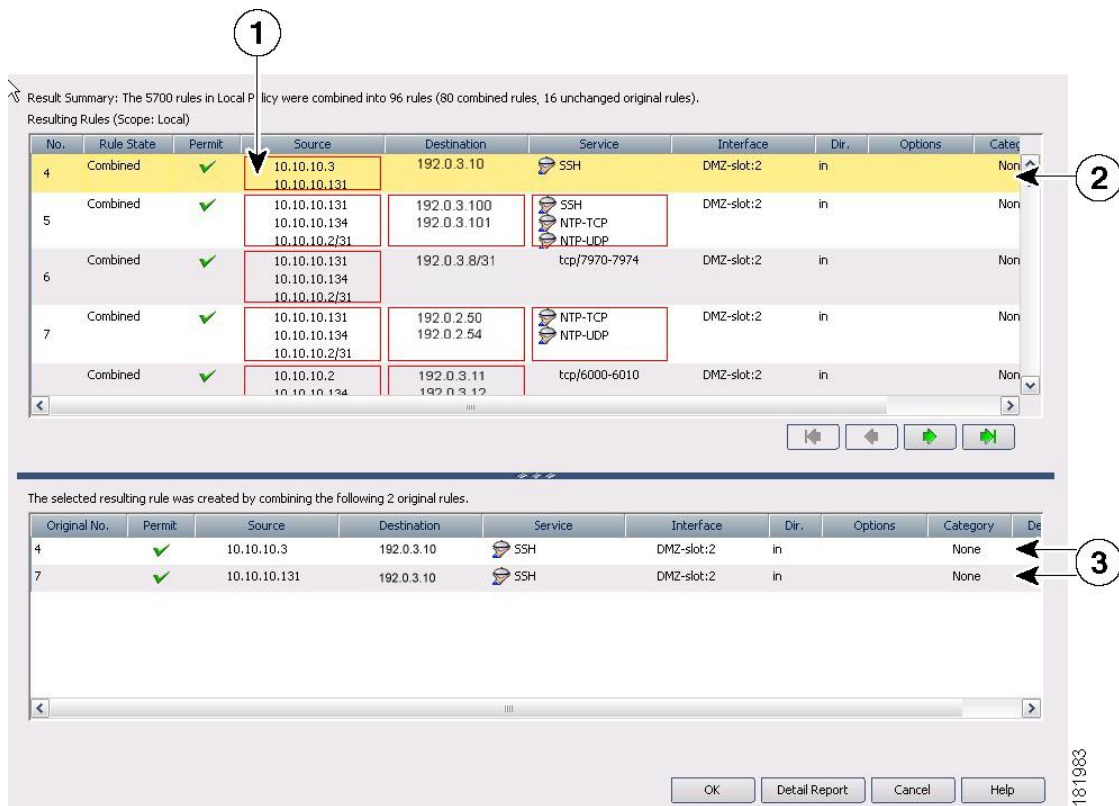 1
Result Summary: The 5700 rules in Local Policy were combined into 96 rules (80 combined rules, 16 unchanged original rules).
Resulting Rules (Scope: Local)
No. Rule State Permit Source Destination Service Interface Dir. Options Categ
4 Combined 10.10.10.3 192.0.3.10 SSH DMZ-slot:2 in Non
10.10.10.131
2
5 Combined 10.10.10.131 192.0.3.100 SSH DMZ-slot:2 in Non
10.10.10.134 192.0.3.101 NTP-TCP
10.10.10.2/31 NTP-UDP
6 Combined 10.10.10.131 192.0.3.8/31 tcp/7970-7974 DMZ-slot:2 in Non
10.10.10.134
10.10.10.2/31
7 Combined 10.10.10.131 192.0.2.50 NTP-TCP DMZ-slot:2 in Non
10.10.10.134 192.0.2.54 NTP-UDP
10.10.10.2/31
Combined 10.10.10.2 192.0.3.11 tcp/6000-6010 DMZ-slot:2 in Non
10.10.10.134 192.0.3.12
The selected resulting rule was created by combining the following 2 original rules.
Original No. Permit Source Destination Service Interface Dir. Options Category De
4 10.10.10.3 192.0.3.10 SSH DMZ-slot:2 in None
3
7 10.10.10.131 192.0.3.10 SSH DMZ-slot:2 in None
OK Detail Report Cancel Help
181983